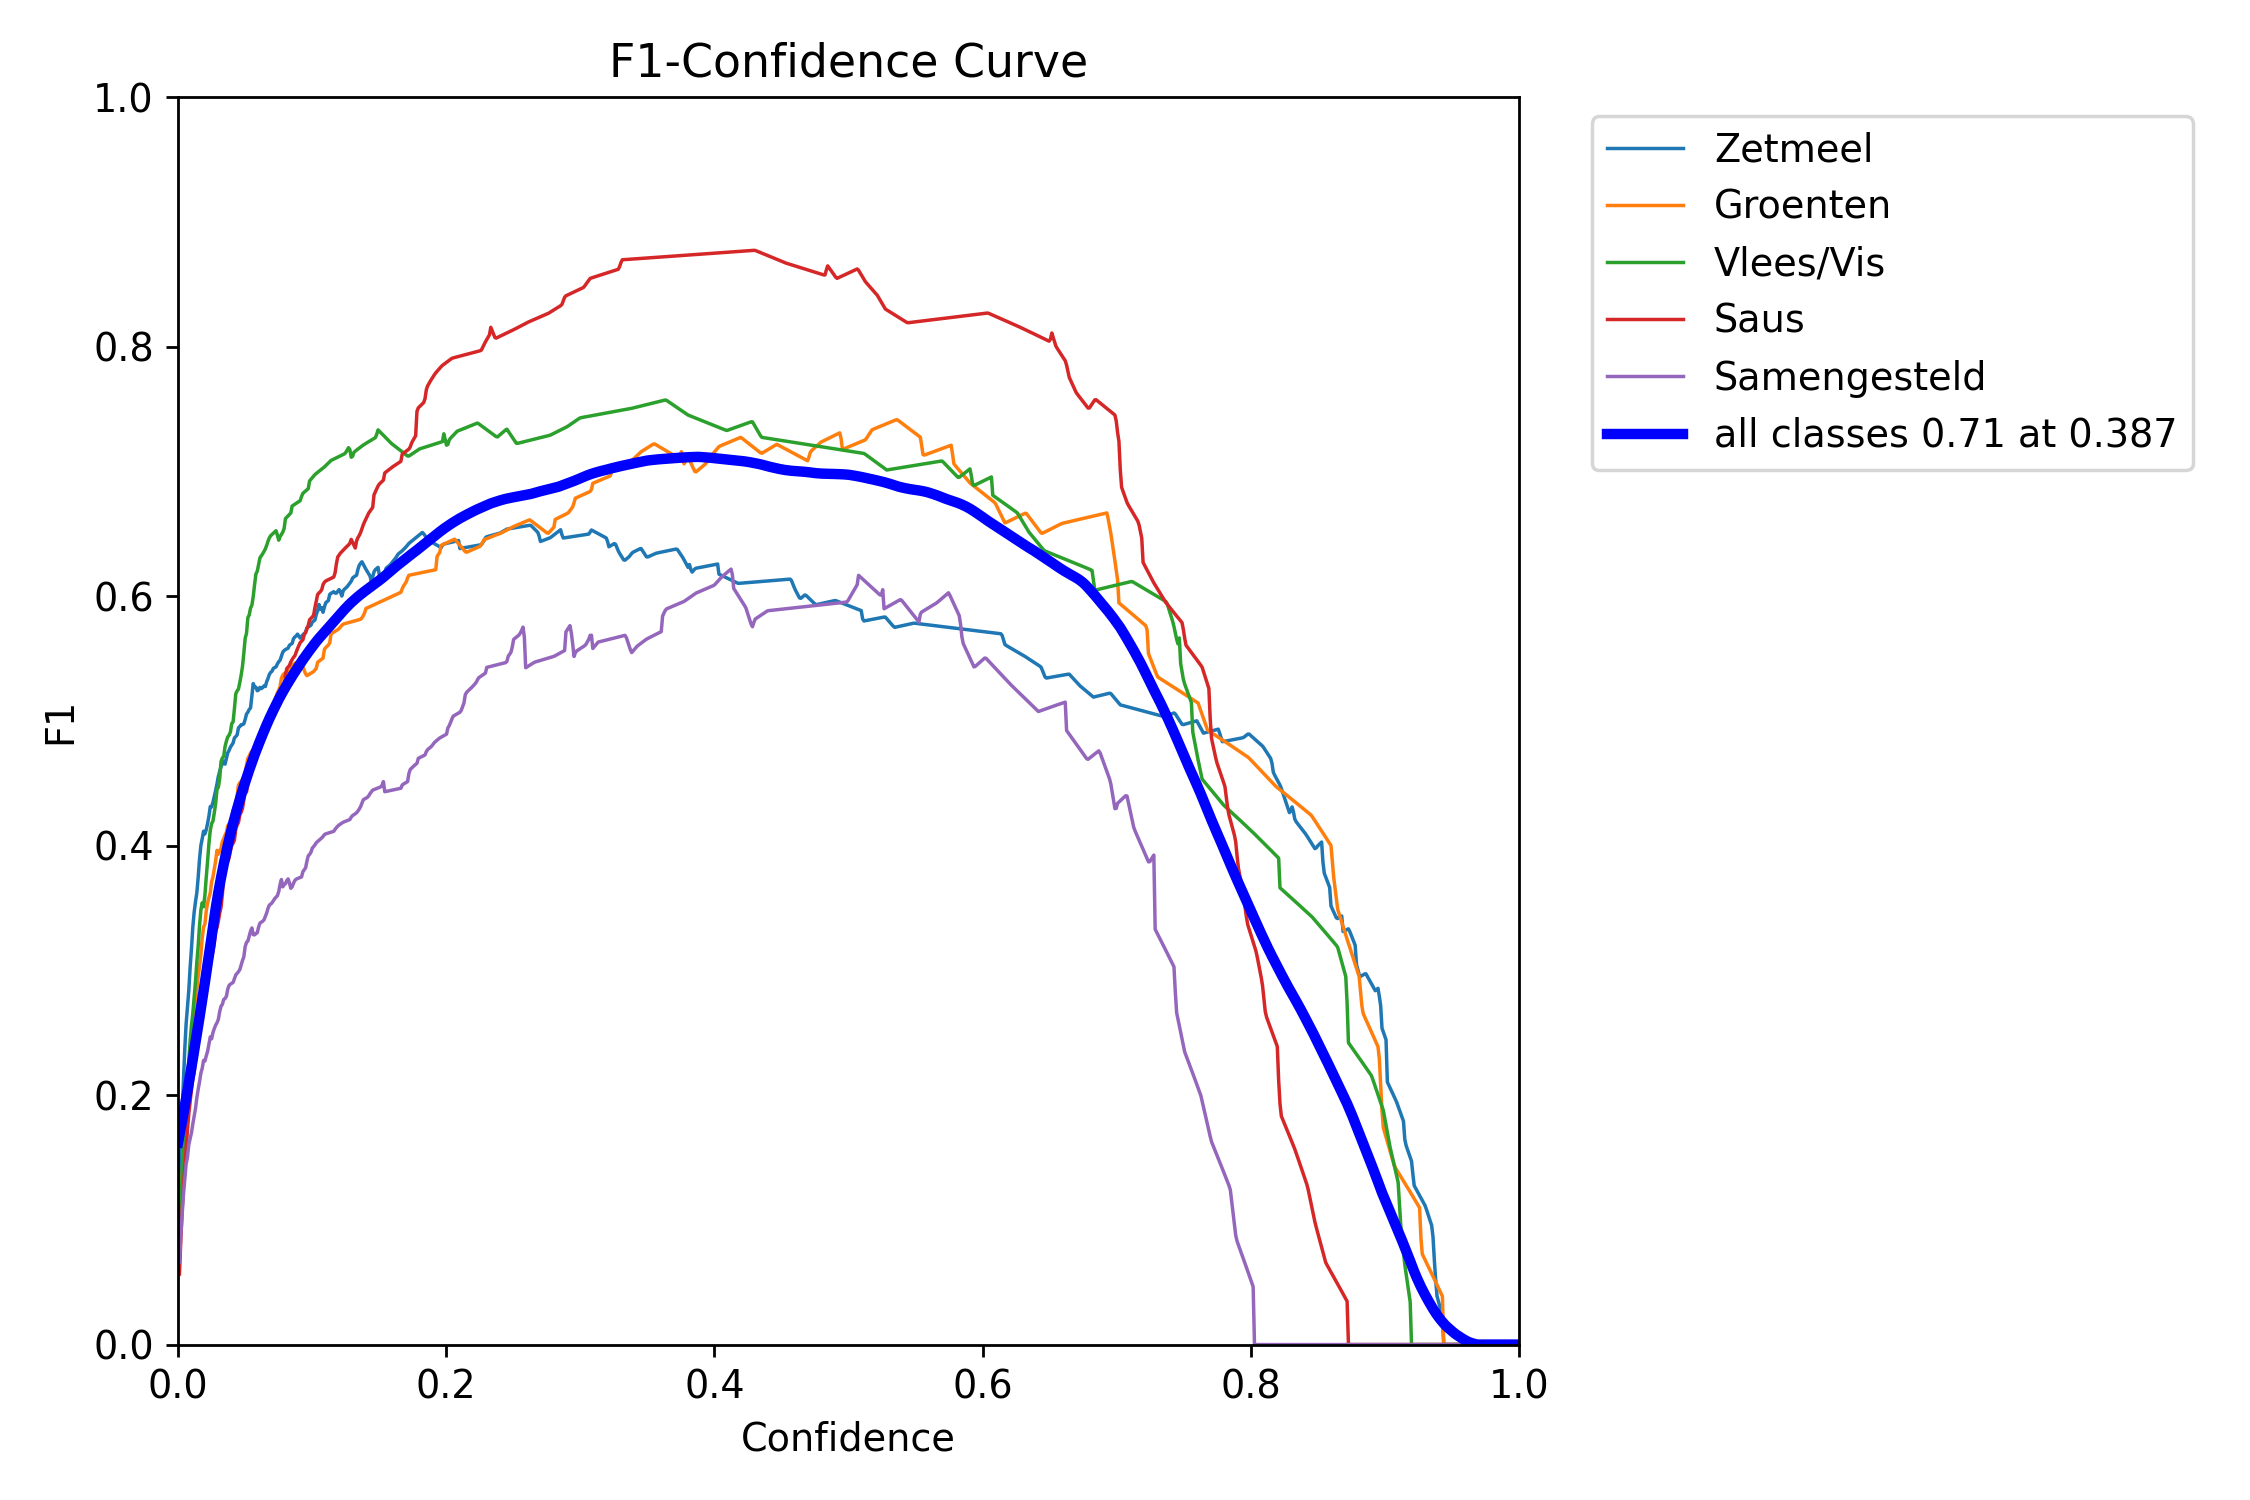 F1-Confidence Curve
1.0
0.8
0.6
0.4
0.2
0.0
F1
0.0 0.2 0.4 0.6 0.8 1.0
Confidence
Zetmeel
Groenten
Vlees/Vis
Saus
Samengesteld
all classes 0.71 at 0.387